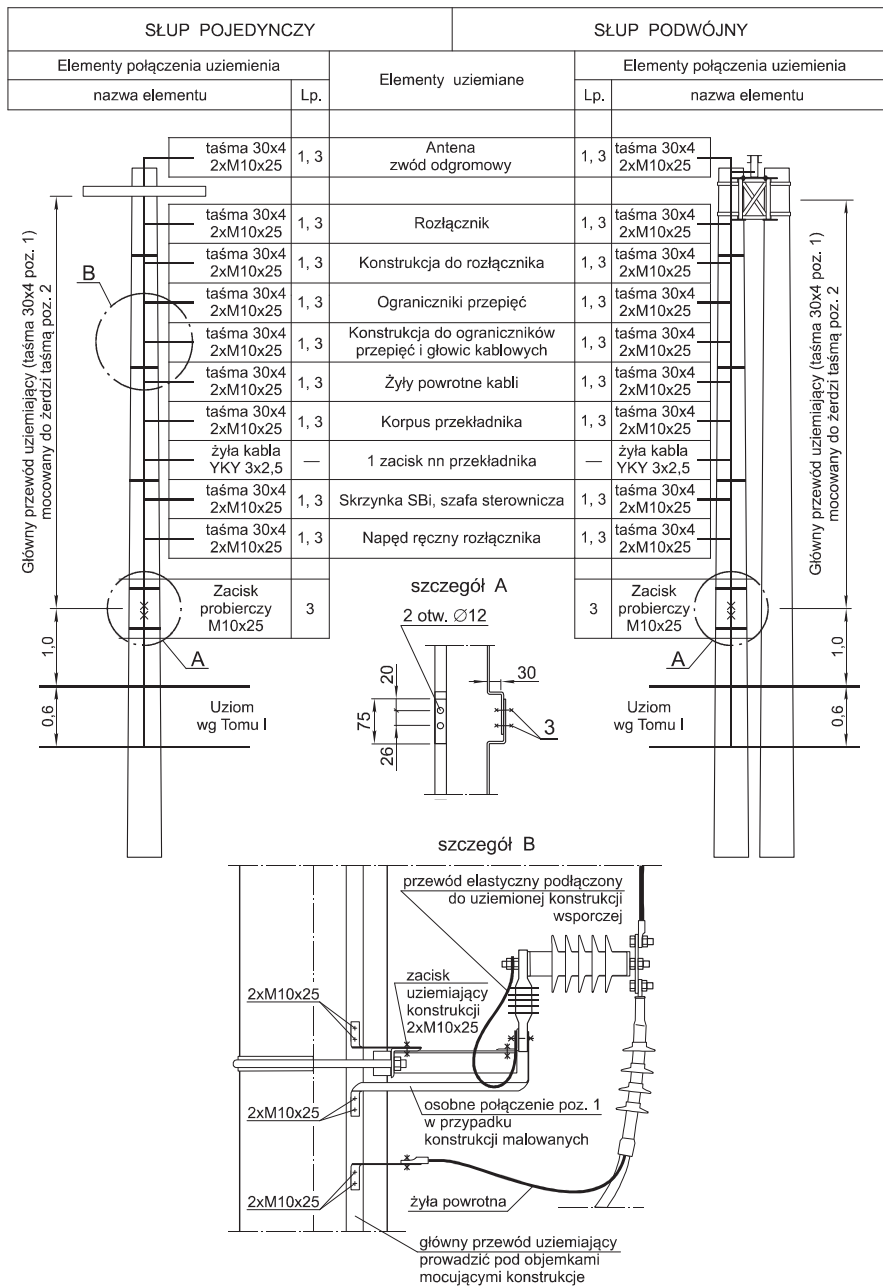 SŁUP POJEDYNCZY
SŁUP PODWÓJNY
Elementy połączenia uziemienia
Elementy uziemiane
Elementy połączenia uziemienia
nazwa elementu
Lp.
Lp.
nazwa elementu
taśma 30x4
2xM10x25
1, 3
Antena
zwód odgromowy
1, 3
taśma 30x4
2xM10x25
taśma 30x4
2xM10x25
1, 3
Rozłącznik
1, 3
taśma 30x4
2xM10x25
taśma 30x4
2xM10x25
1, 3
Konstrukcja do rozłącznika
1, 3
taśma 30x4
2xM10x25
taśma 30x4
2xM10x25
1, 3
Ograniczniki przepięć
1, 3
taśma 30x4
2xM10x25
taśma 30x4
2xM10x25
1, 3
Konstrukcja do ograniczników
przepięć i głowic kablowych
1, 3
taśma 30x4
2xM10x25
taśma 30x4
2xM10x25
1, 3
Żyły powrotne kabli
1, 3
taśma 30x4
2xM10x25
taśma 30x4
2xM10x25
1, 3
Korpus przekładnika
1, 3
taśma 30x4
2xM10x25
żyła kabla
YKY 3x2,5
—
1 zacisk nn przekładnika
—
żyła kabla
YKY 3x2,5
taśma 30x4
2xM10x25
1, 3
Skrzynka SBi, szafa sterownicza
1, 3
taśma 30x4
2xM10x25
taśma 30x4
2xM10x25
1, 3
Napęd ręczny rozłącznika
1, 3
taśma 30x4
2xM10x25
Zacisk
probierczy
M10x25
3
3
Zacisk
probierczy
M10x25
Główny przewód uziemiający (taśma 30x4 poz. 1)
mocowany do żerdzi taśmą poz. 2
B
A
1,0
0,6
Uziom
wg Tomu I
Główny przewód uziemiający (taśma 30x4 poz. 1)
mocowany do żerdzi taśmą poz. 2
A
1,0
0,6
Uziom
wg Tomu I
szczegół A
2 otw. Ø12
20
75
26
30
3
szczegół B
przewód elastyczny podłączony
do uziemionej konstrukcji
wsporczej
zacisk
uziemiający
konstrukcji
2xM10x25
2xM10x25
2xM10x25
osobne połączenie poz. 1
w przypadku
konstrukcji malowanych
2xM10x25
żyła powrotna
główny przewód uziemiający
prowadzić pod objemkami
mocującymi konstrukcje